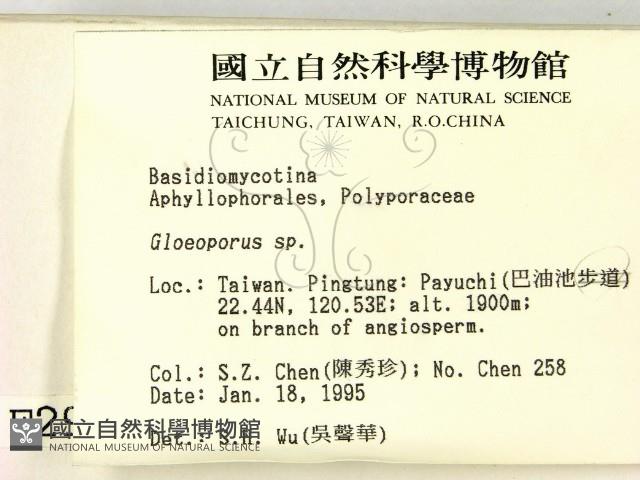 國立自然科學博物館
NATIONAL MUSEUM OF NATURAL SCIENCE
TAICHUNG, TAIWAN, R.O.CHINA
Basidiomycotina
Aphyllophorales, Polyporaceae
Gloeoporus sp.
Loc.: Taiwan. Pingtung: Payuchi(巴油池步道)
22.44N, 120.53E; alt. 1900m;
on branch of angiosperm.
Col.: S.Z. Chen(陳秀珍); No. Chen 258
Date: Jan. 18, 1995
Det.: S.H. Wu(吳聲華)
國立自然科學博物館
NATIONAL MUSEUM OF NATURAL SCIENCE